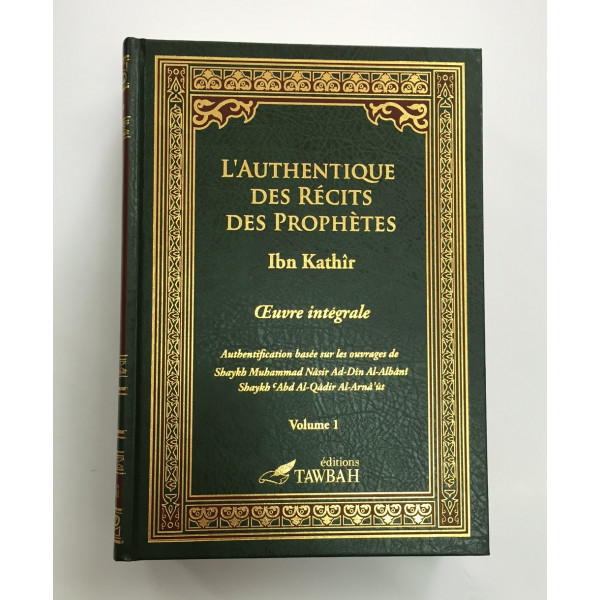 L'AUTHENTIQUE
DES RÉCITS
DES PROPHÈTES
Ibn Kathîr
Œuvre intégrale
Authentification basée sur les ouvrages de
Shaykh Muhammad Nâsir Ad-Dîn Al-Albânî
Shaykh ʿAbd Al-Qâdir Al-Arnâ'ût
Volume 1
éditions
TAWBAH